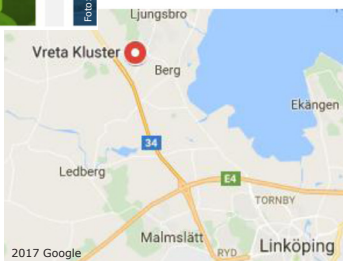 Foto
Ljungsbro
Vreta Kluster
Berg
Ekängen
34
Ledberg
E4
TORNBY
Malmslätt
Linköping
RYD
2017 Google